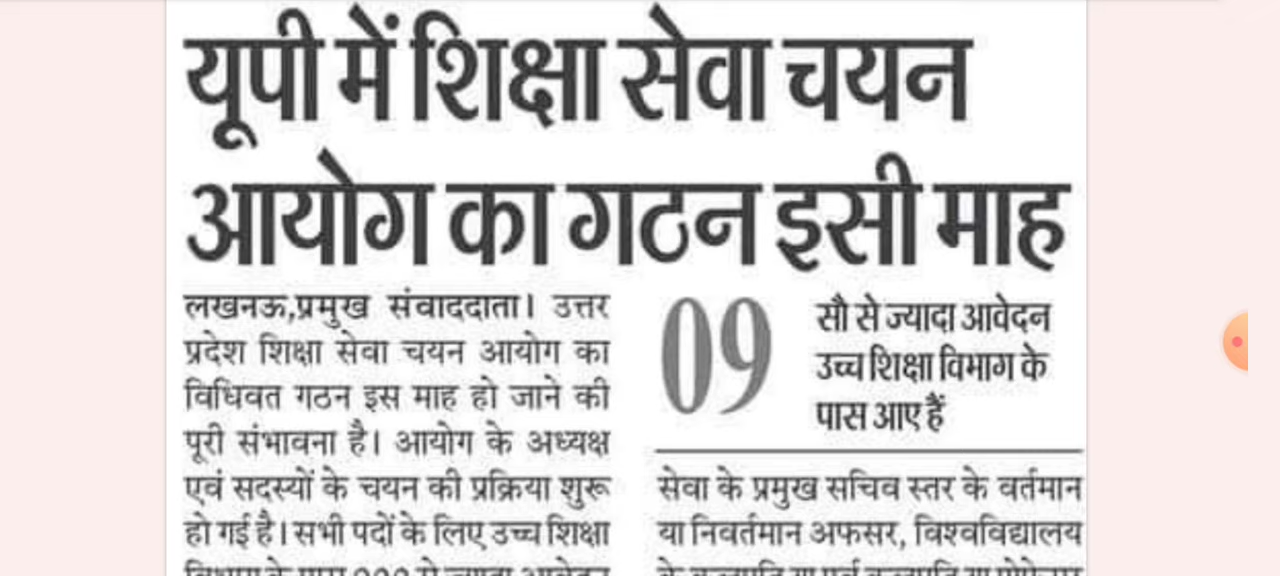 यूपी में शिक्षा सेवा चयन
आयोग का गठन इसी माह
लखनऊ,प्रमुख संवाददाता। उत्तर
प्रदेश शिक्षा सेवा चयन आयोग का
विधिवत गठन इस माह हो जाने की
पूरी संभावना है। आयोग के अध्यक्ष
एवं सदस्यों के चयन की प्रक्रिया शुरू
हो गई है। सभी पदों के लिए उच्च शिक्षा
09
सौ से ज्यादा आवेदन
उच्च शिक्षा विभाग के
पास आए हैं
सेवा के प्रमुख सचिव स्तर के वर्तमान
या निवर्तमान अफसर, विश्वविद्यालय